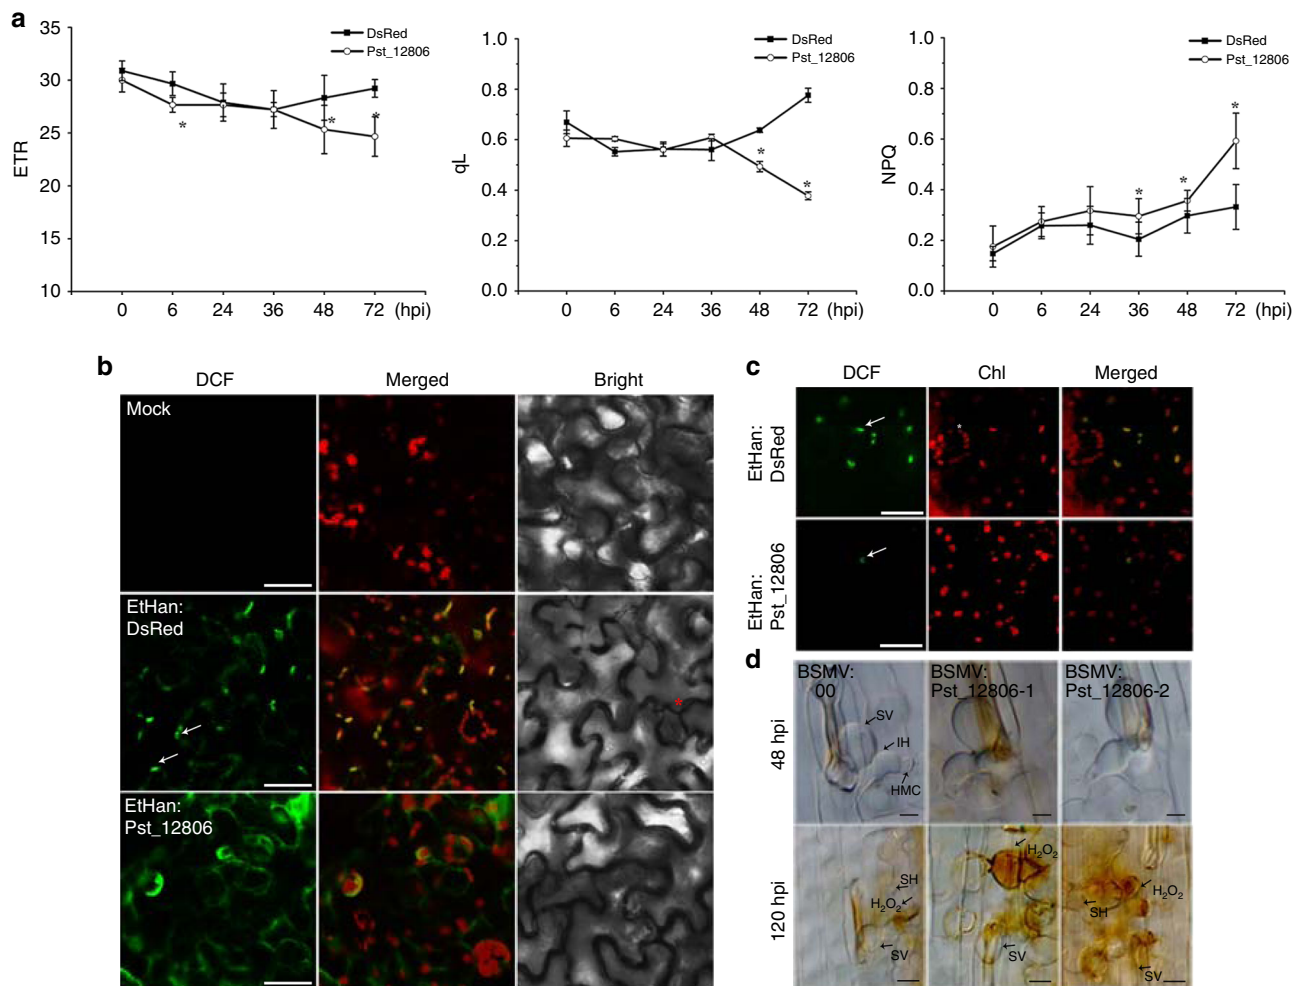 a
35
30
25
20
15
10
ETR
DsRed
Pst_12806
*
*
*
0 6 24 36 48 72 (hpi)
1.0
0.8
0.6
0.4
0.2
0.0
qL
DsRed
Pst_12806
*
*
0 6 24 36 48 72 (hpi)
1.0
0.8
0.6
0.4
0.2
0.0
NPQ
DsRed
Pst_12806
*
*
*
0 6 24 36 48 72 (hpi)
b
DCF Merged Bright
Mock
EtHan:
DsRed
*
EtHan:
Pst_12806
c
DCF Chl Merged
EtHan:
DsRed
*
EtHan:
Pst_12806
d
48 hpi
BSMV:
00
SV
IH
HMC
BSMV:
Pst_12806-1
BSMV:
Pst_12806-2
120 hpi
SH
H2O2
SV
H2O2
SV
H2O2
SH
SV